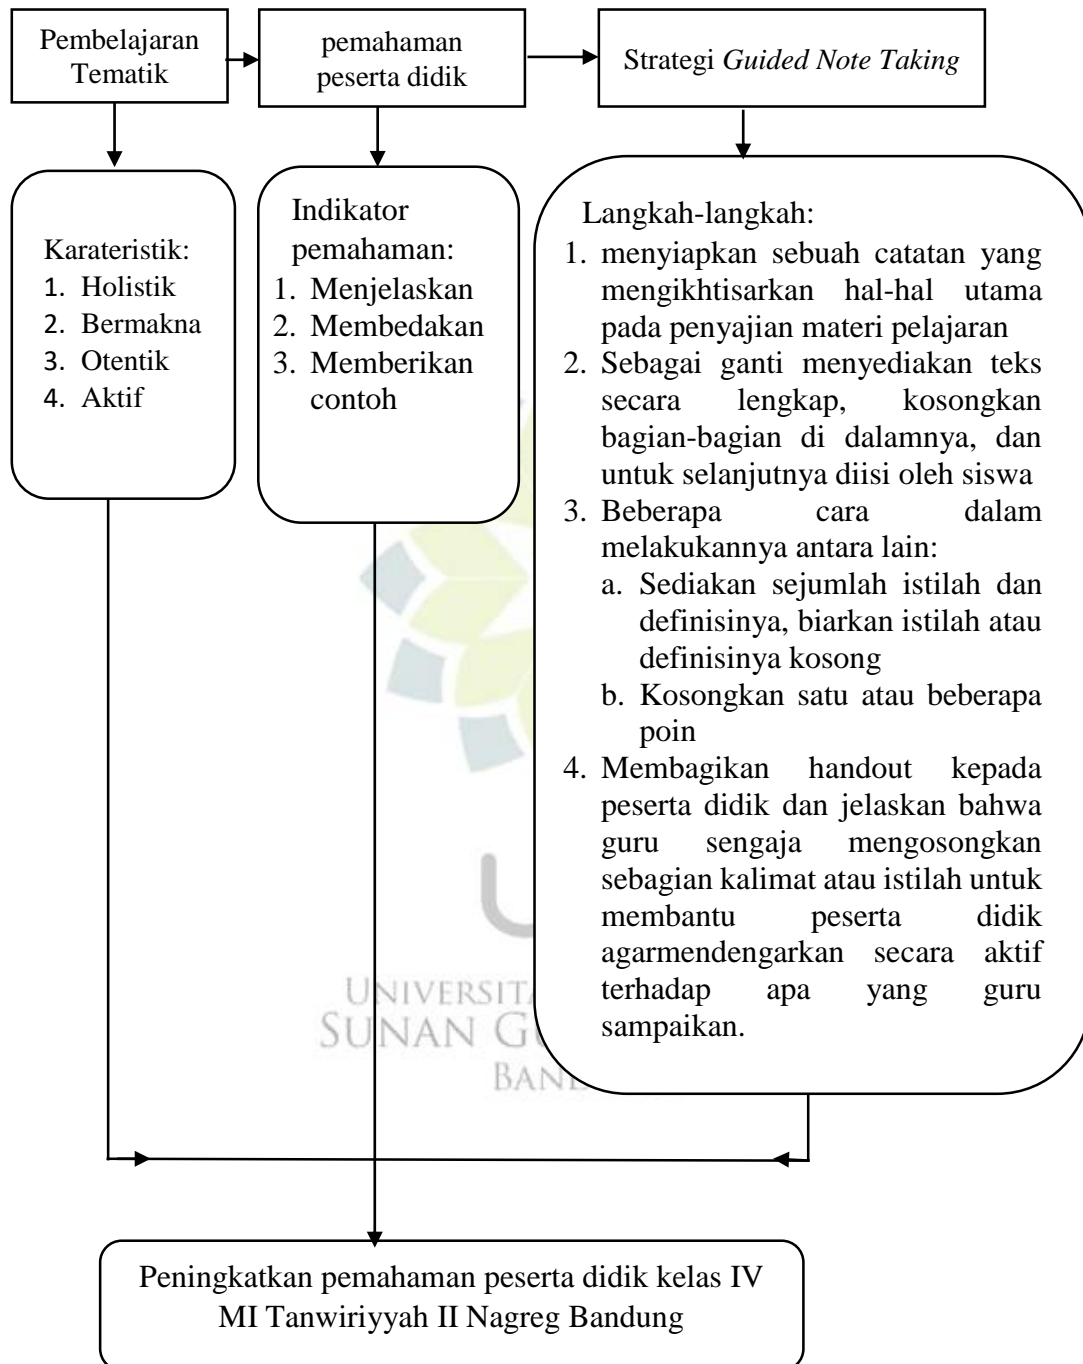 Pembelajaran
Tematik
pemahaman
peserta didik
Strategi Guided Note Taking
Karateristik:
1. Holistik
2. Bermakna
3. Otentik
4. Aktif
Indikator
pemahaman:
1. Menjelaskan
2. Membedakan
3. Memberikan
contoh
Langkah-langkah:
1. menyiapkan sebuah catatan yang
mengikhtisarkan hal-hal utama
pada penyajian materi pelajaran
2. Sebagai ganti menyediakan teks
secara lengkap, kosongkan
bagian-bagian di dalamnya, dan
untuk selanjutnya diisi oleh siswa
3. Beberapa cara dalam
melakukannya antara lain:
a. Sediakan sejumlah istilah dan
definisinya, biarkan istilah atau
definisinya kosong
b. Kosongkan satu atau beberapa
poin
4. Membagikan handout kepada
peserta didik dan jelaskan bahwa
guru sengaja mengosongkan
sebagian kalimat atau istilah untuk
membantu peserta didik
agarmendengarkan secara aktif
terhadap apa yang guru
sampaikan.
SUNAN
Peningkatkan pemahaman peserta didik kelas IV
MI Tanwiriyyah II Nagreg Bandung